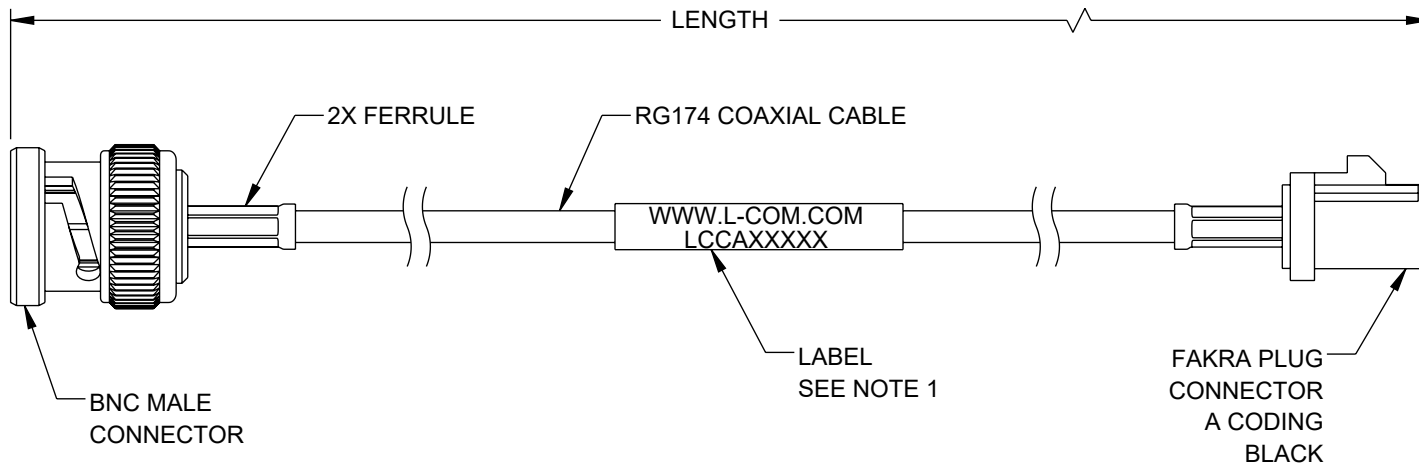 LENGTH
2X FERRULE
RG174 COAXIAL CABLE
WWW.L-COM.COM
LCCAXXXXX
LABEL
SEE NOTE 1
BNC MALE
CONNECTOR
FAKRA PLUG
CONNECTOR
A CODING
BLACK